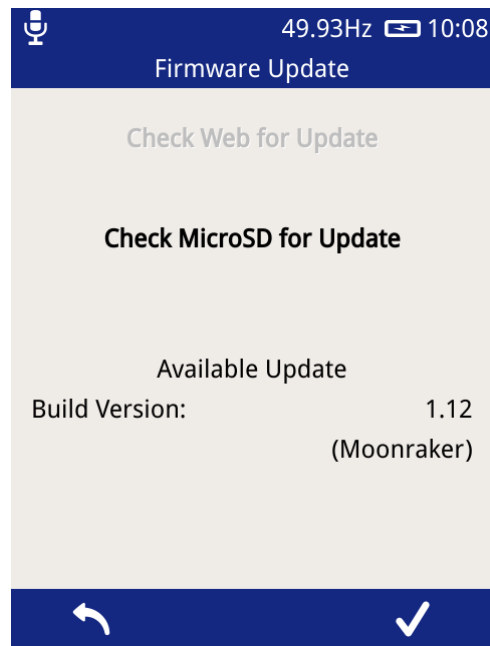 49.93Hz 10:08
Firmware Update
Check Web for Update
Check MicroSD for Update
Available Update
Build Version: 1.12
(Moonraker)